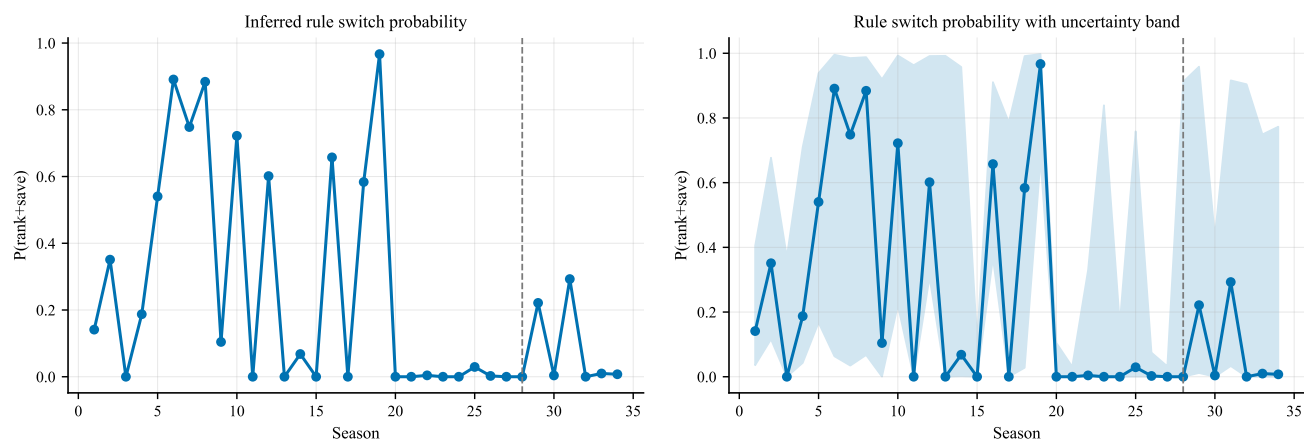 Inferred rule switch probability
P(rank+save)
1.0
0.8
0.6
0.4
0.2
0.0
0 5 10 15 20 25 30 35
Season
Rule switch probability with uncertainty band
P(rank+save)
1.0
0.8
0.6
0.4
0.2
0.0
0 5 10 15 20 25 30 35
Season